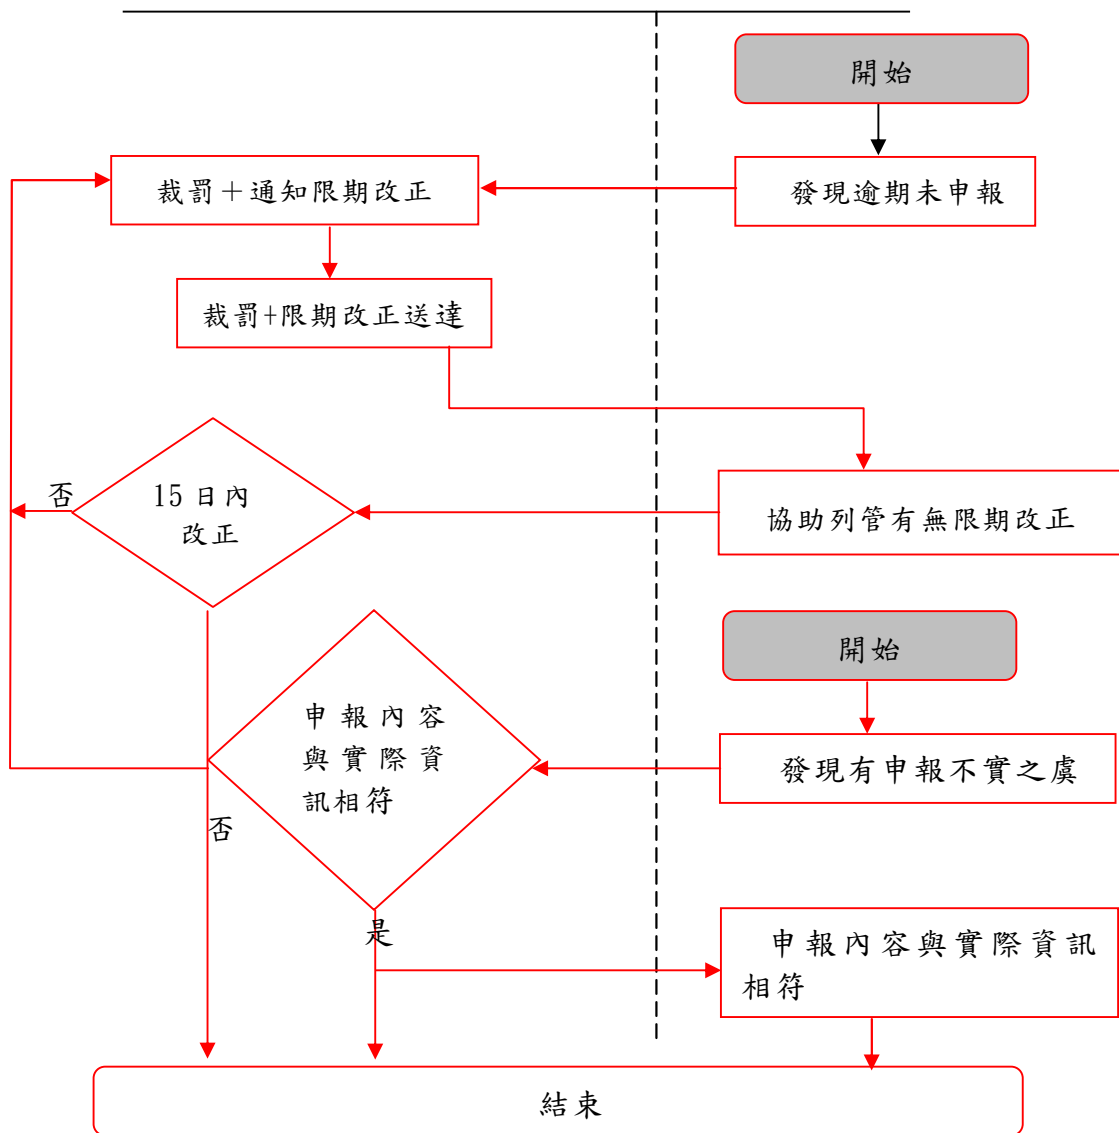 開始
裁罰＋通知限期改正
發現逾期未申報
裁罰+限期改正送達
否
15日內
改正
協助列管有無限期改正
開始
申報內容
與實際資
訊相符
發現有申報不實之虞
否
是
申報內容與實際資訊
相符
結束